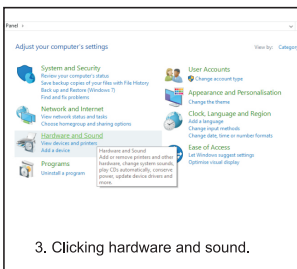 Panel >
Adjust your computer's settings
View by: Category
System and Security
Review your computer's status
Save backup copies of your files with File History
Back up and Restore (Windows 7)
Find and fix problems
Network and Internet
View network status and tasks
Choose homegroup and sharing options
Hardware and Sound
View devices and printers
Add a device
Hardware and Sound
Add or remove printers and other
hardware, change system sounds,
play CDs automatically, conserve
power, update device drivers and
more.
Programs
Uninstall a program
User Accounts
Change account type
Appearance and Personalisation
Change the theme
Clock, Language and Region
Add a language
Change input methods
Change date, time or number formats
Ease of Access
Let Windows suggest settings
Optimise visual display
3. Clicking hardware and sound.